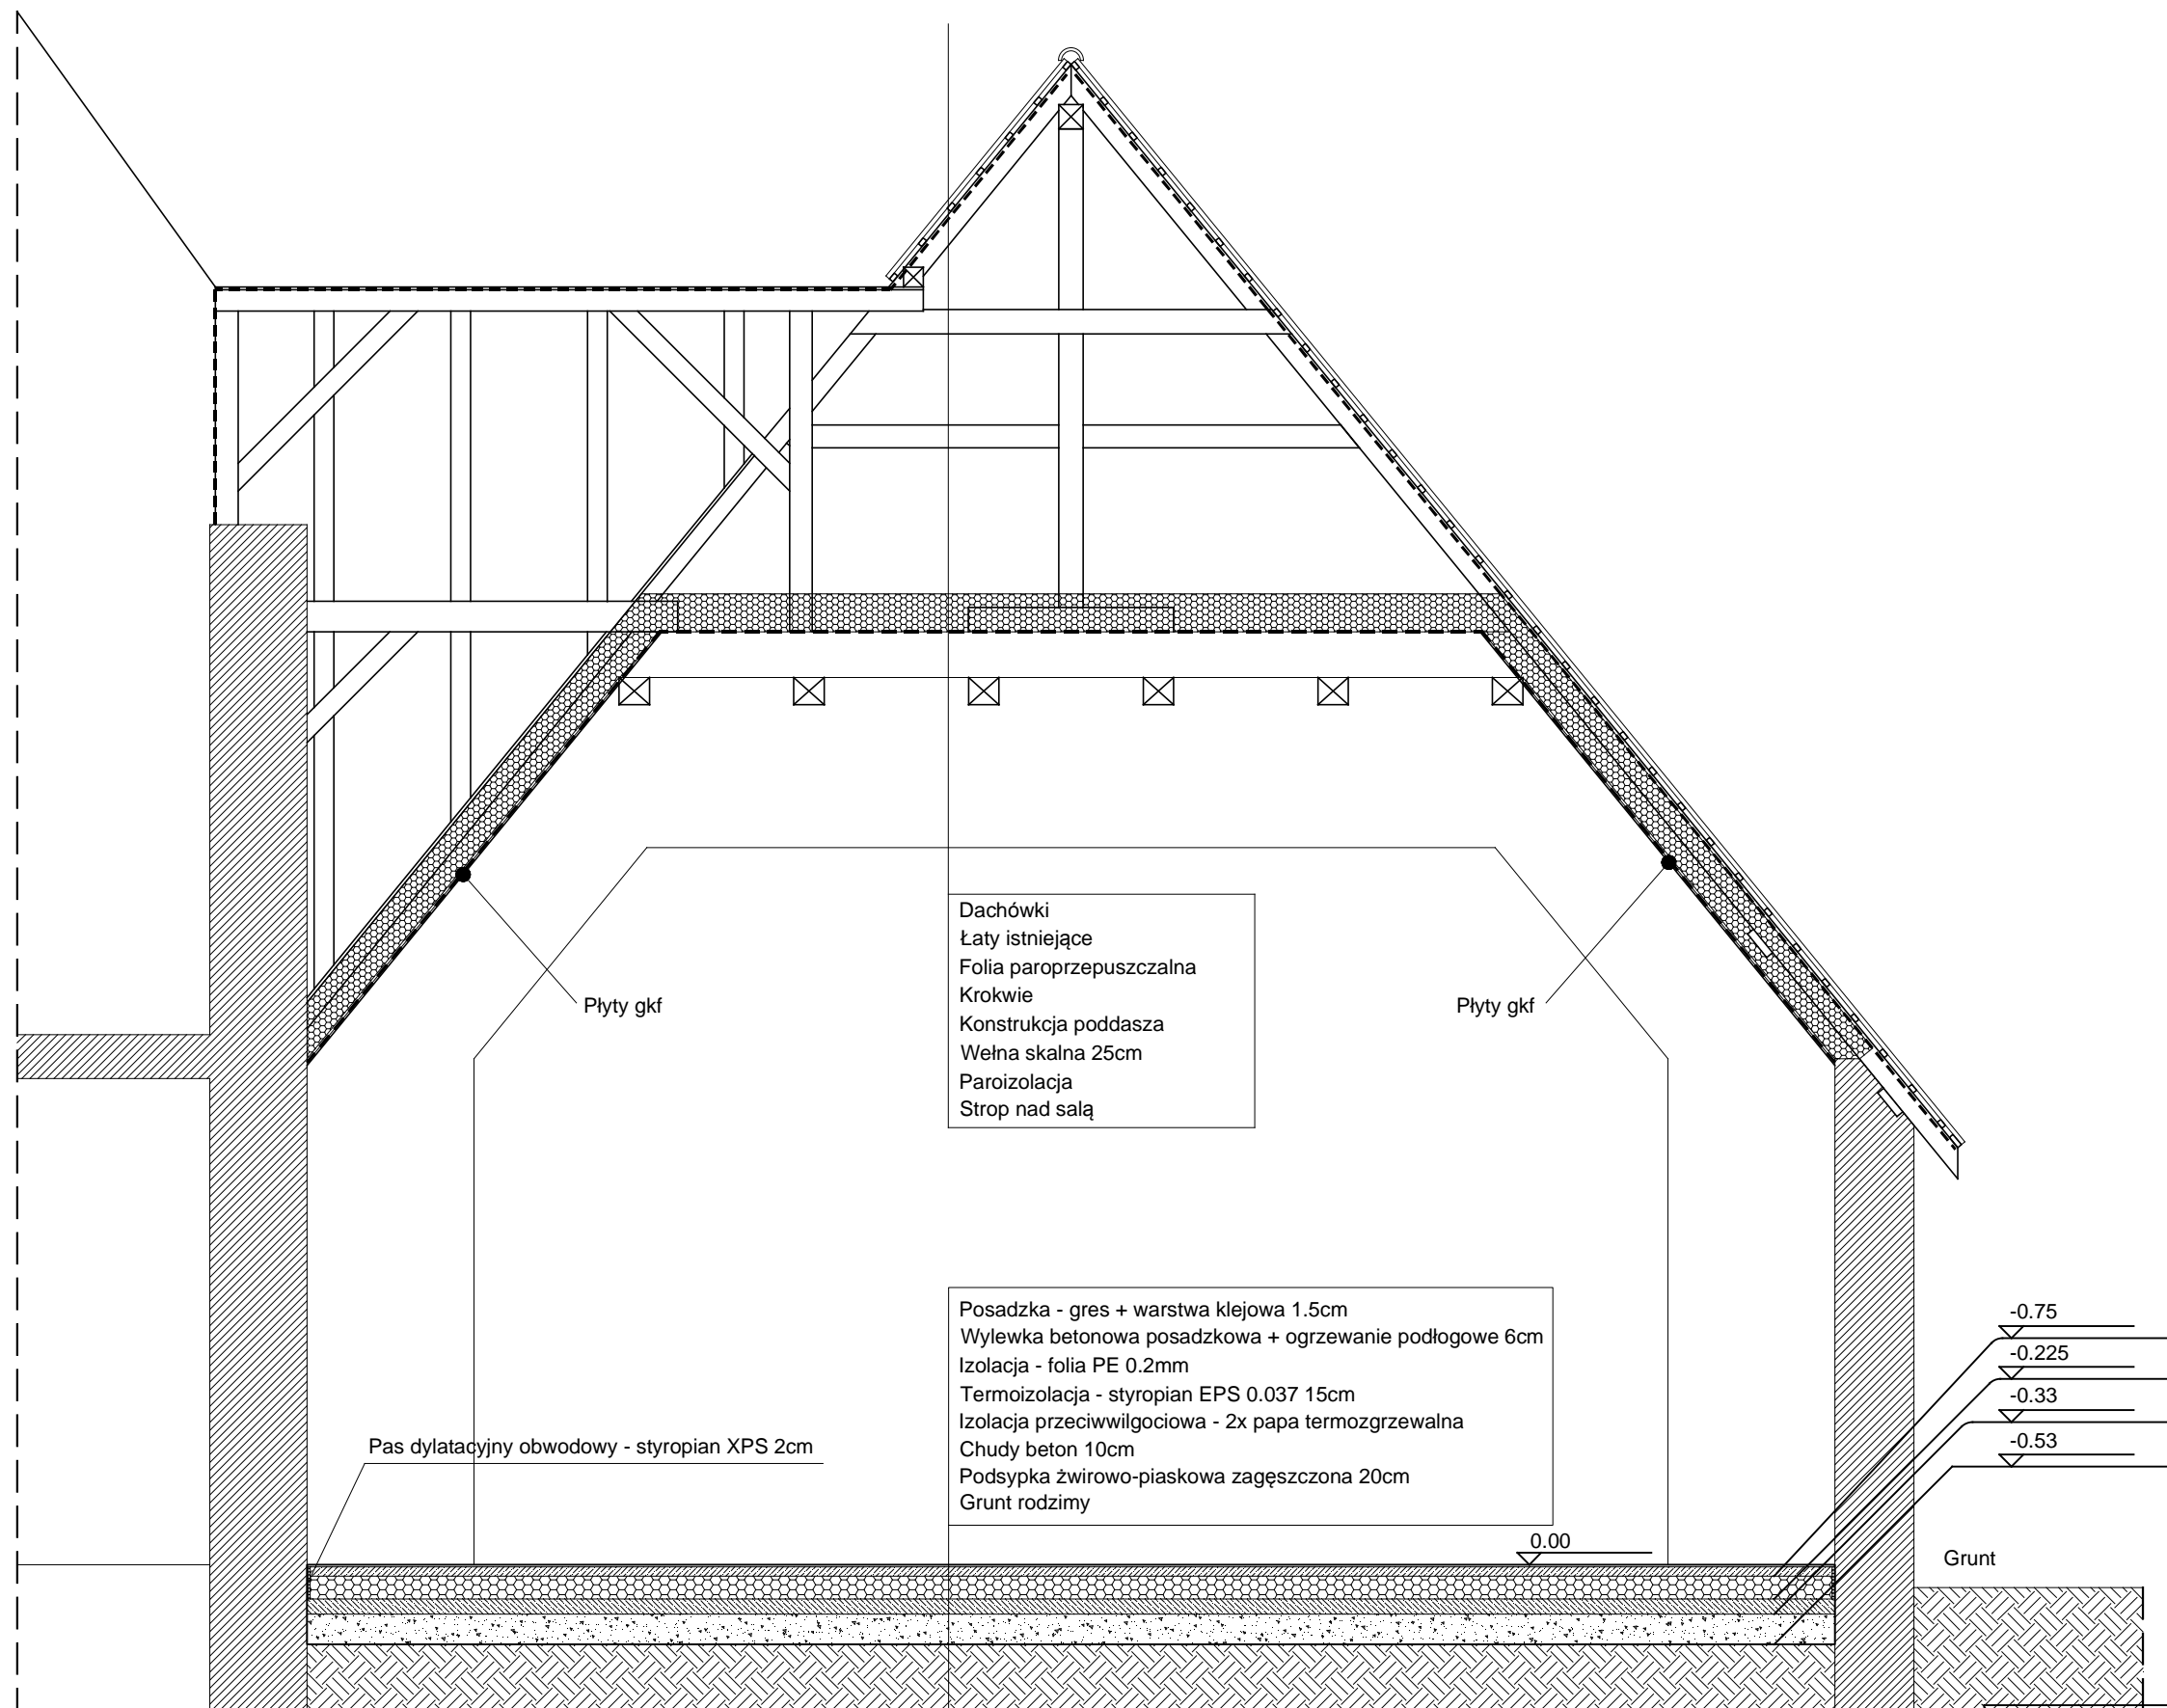 Dachówki
Łaty istniejące
Folia paroprzepuszczalna
Krokwie
Konstrukcja poddasza
Wełna skalna 25cm
Paroizolacja
Strop nad salą
Płyty gkf
Płyty gkf
Posadzka - gres + warstwa klejowa 1.5cm
Wylewka betonowa posadzkowa + ogrzewanie podłogowe 6cm
Izolacja - folia PE 0.2mm
Termoizolacja - styropian EPS 0.037 15cm
Izolacja przeciwwilgociowa - 2x papa termozgrzewalna
Chudy beton 10cm
Podsypka żwirowo-piaskowa zagęszczona 20cm
Grunt rodzimy
Pas dylatacyjny obwodowy - styropian XPS 2cm
-0.75
-0.225
-0.33
-0.53
0.00
Grunt